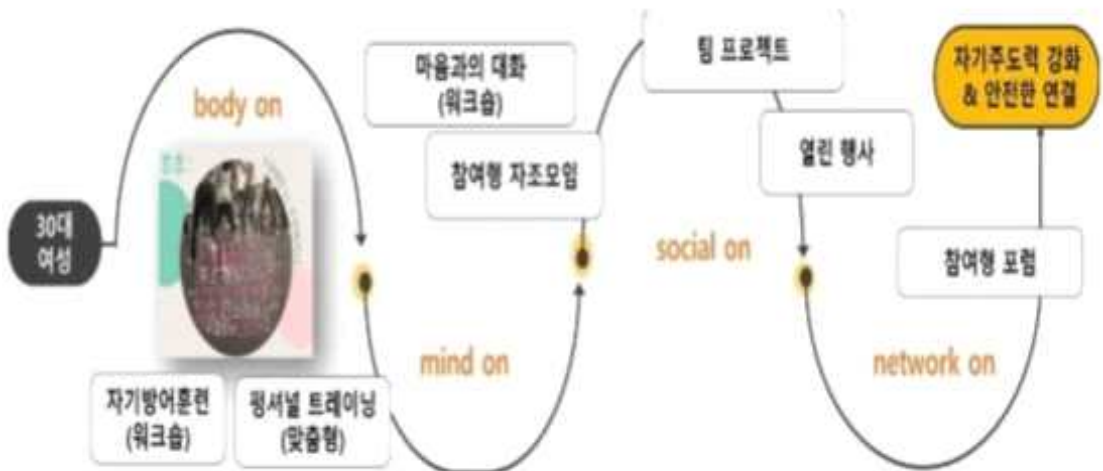 30대
여성
body on
자기방어훈련
(워크숍)
펑셔널 트레이닝
(맞춤형)
마음과의 대화
(워크숍)
참여형 자조모임
mind on
팀 프로젝트
열린 행사
social on
참여형 포럼
network on
자기주도력 강화
& 안전한 연결